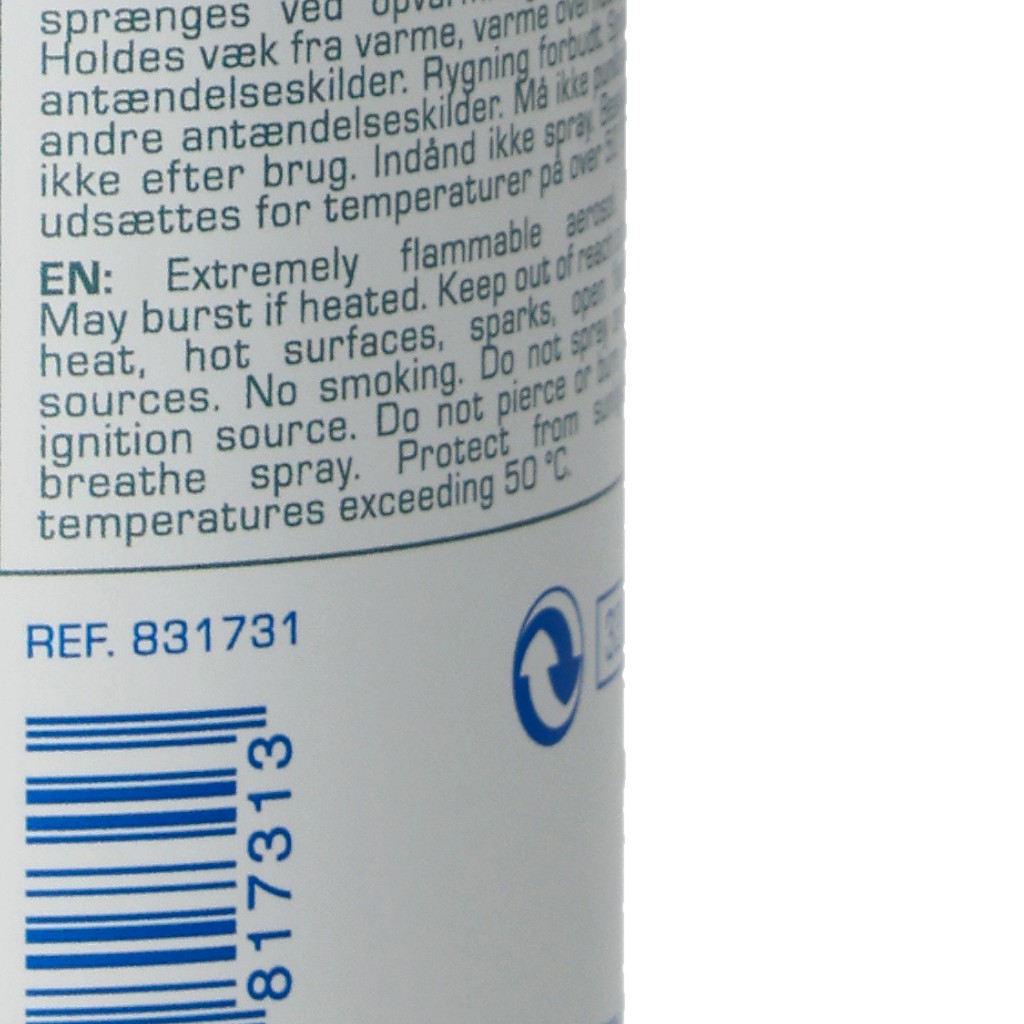 sprænges ved
Holdes væk fra varme, varme
antændelseskilder. Rygning forbudt.
andre antændelseskilder. Må ikke
ikke efter brug. Indånd ikke spray.
udsættes for temperaturer på over
EN: Extremely flammable
May burst if heated. Keep out of reach
heat, hot surfaces, sparks, open
sources. No smoking. Do not spray
ignition source. Do not pierce or burn
breathe spray. Protect from
temperatures exceeding 50 °C.
REF. 831731
817313